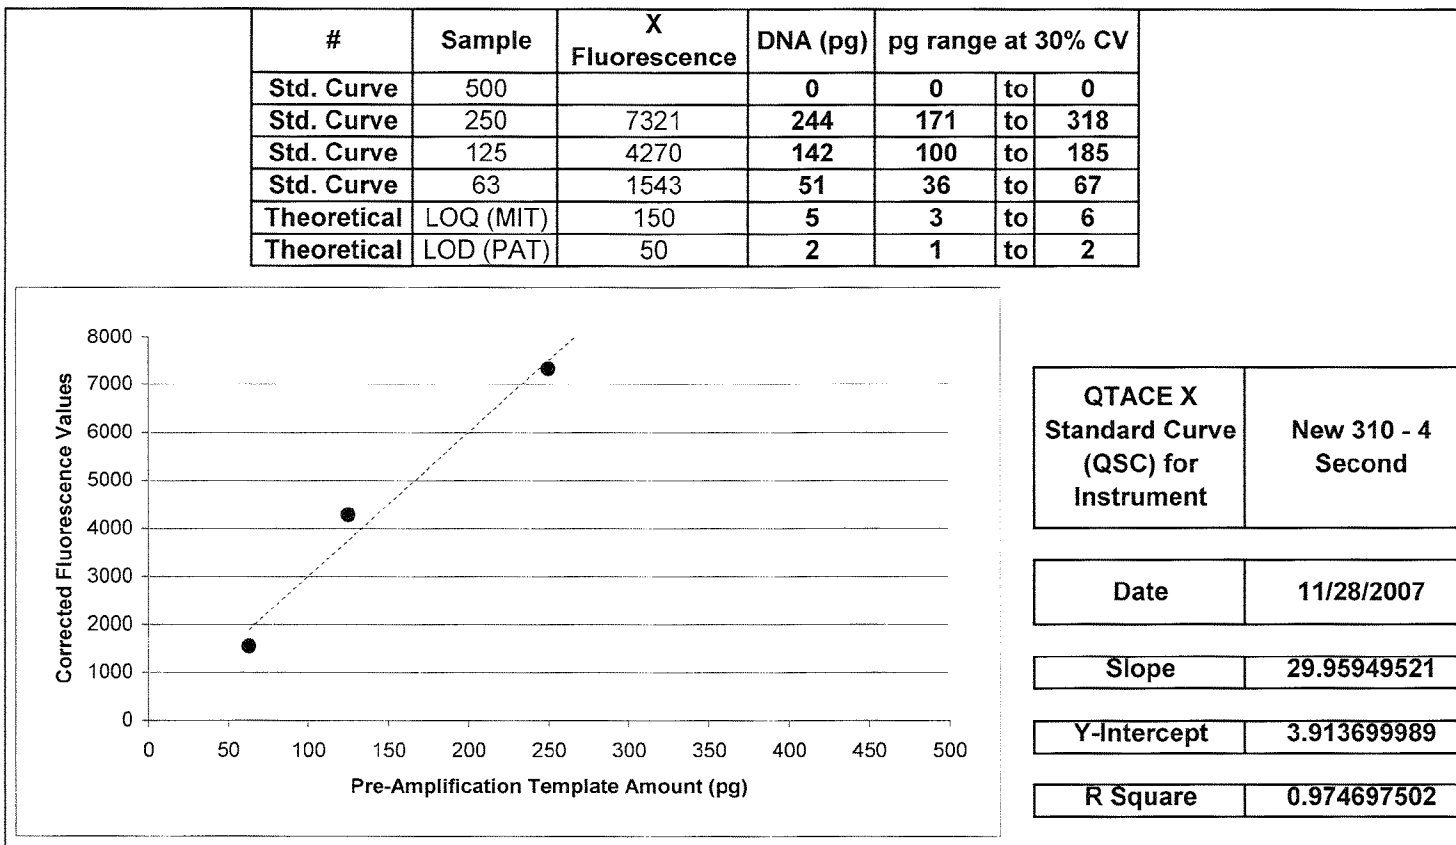 # Sample X Fluorescence DNA (pg) pg range at 30% CV
Std. Curve 500 0 0 to 0
Std. Curve 250 7321 244 171 to 318
Std. Curve 125 4270 142 100 to 185
Std. Curve 63 1543 51 36 to 67
Theoretical LOQ (MIT) 150 5 3 to 6
Theoretical LOD (PAT) 50 2 1 to 2
8000
7000
6000
5000
4000
3000
2000
1000
0
Corrected Fluorescence Values
0 50 100 150 200 250 300 350 400 450 500
Pre-Amplification Template Amount (pg)
QTACE X
Standard Curve
(QSC) for
Instrument
New 310 - 4
Second
Date 11/28/2007
Slope 29.95949521
Y-Intercept 3.913699989
R Square 0.974697502